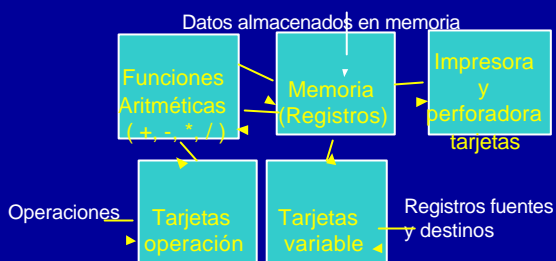 Datos almacenados en memoria
Funciones
Aritméticas
( +, -, *, / )
Memoria
(Registros)
Impresora
y
perforadora
tarjetas
Operaciones
Tarjetas
operación
Tarjetas
variable
Registros fuentes
y destinos